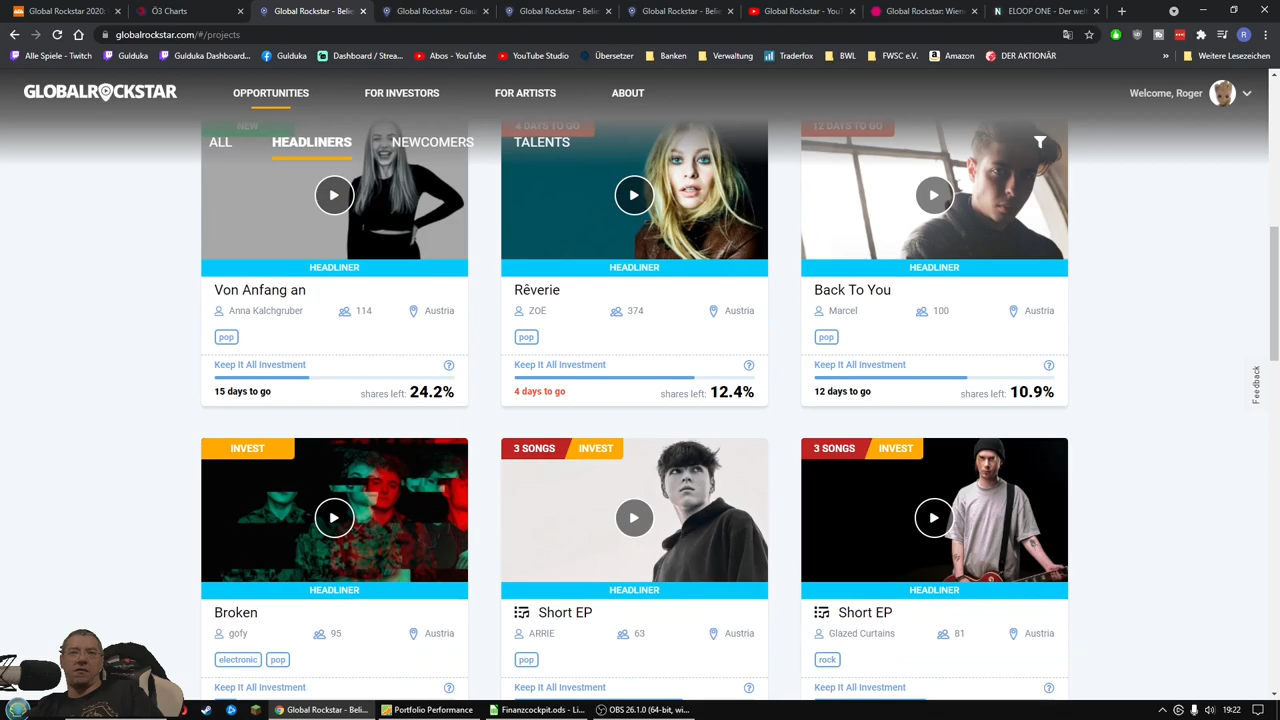 Global Rockstar 2020:
Ö3 Charts
Global Rockstar - Belie
Global Rockstar - Gulo
Global Rockstar - Belie
Global Rockstar - Belie
Global Rockstar - YouT
Global Rockstar - Univ
ELOOP ONE - Der welt
globalrockstar.com/#/projects
Alle Spiele - Twitch
Gulduka
Gulduka Dashboard...
Gulduka
Dashboard / Strea...
Abos - YouTube
YouTube Studio
Übersetzer
Banken
Verwaltung
Traderfox
BWL
FWSC e.V.
Amazon
DER AKTIONÄR
» Weitere Lesezeichen
GLOBALROCKSTAR
OPPORTUNITIES
FOR INVESTORS
FOR ARTISTS
ABOUT
Welcome, Roger
NEW
4 DAYS TO GO
12 DAYS TO GO
ALL
HEADLINERS
NEWCOMERS
TALENTS
HEADLINER
HEADLINER
HEADLINER
Von Anfang an
Rêverie
Back To You
Anna Kalchgruber 114 Austria
ZOË 374 Austria
Marcel 100 Austria
pop
pop
pop
Keep It All Investment ?
Keep It All Investment ?
Keep It All Investment ?
15 days to go shares left: 24.2%
4 days to go shares left: 12.4%
12 days to go shares left: 10.9%
Feedback
INVEST
3 SONGS INVEST
3 SONGS INVEST
HEADLINER
HEADLINER
HEADLINER
Broken
Short EP
Short EP
gofy 95 Austria
ARRIE 63 Austria
Glazed Curtains 81 Austria
electronic pop
pop
rock
Keep It All Investment ?
Keep It All Investment ?
Keep It All Investment ?
Global Rockstar - Beli...
Portfolio Performance
Finanzcockpit.ods - Li...
OBS 26.1.0 (64-bit, wi...
19:22